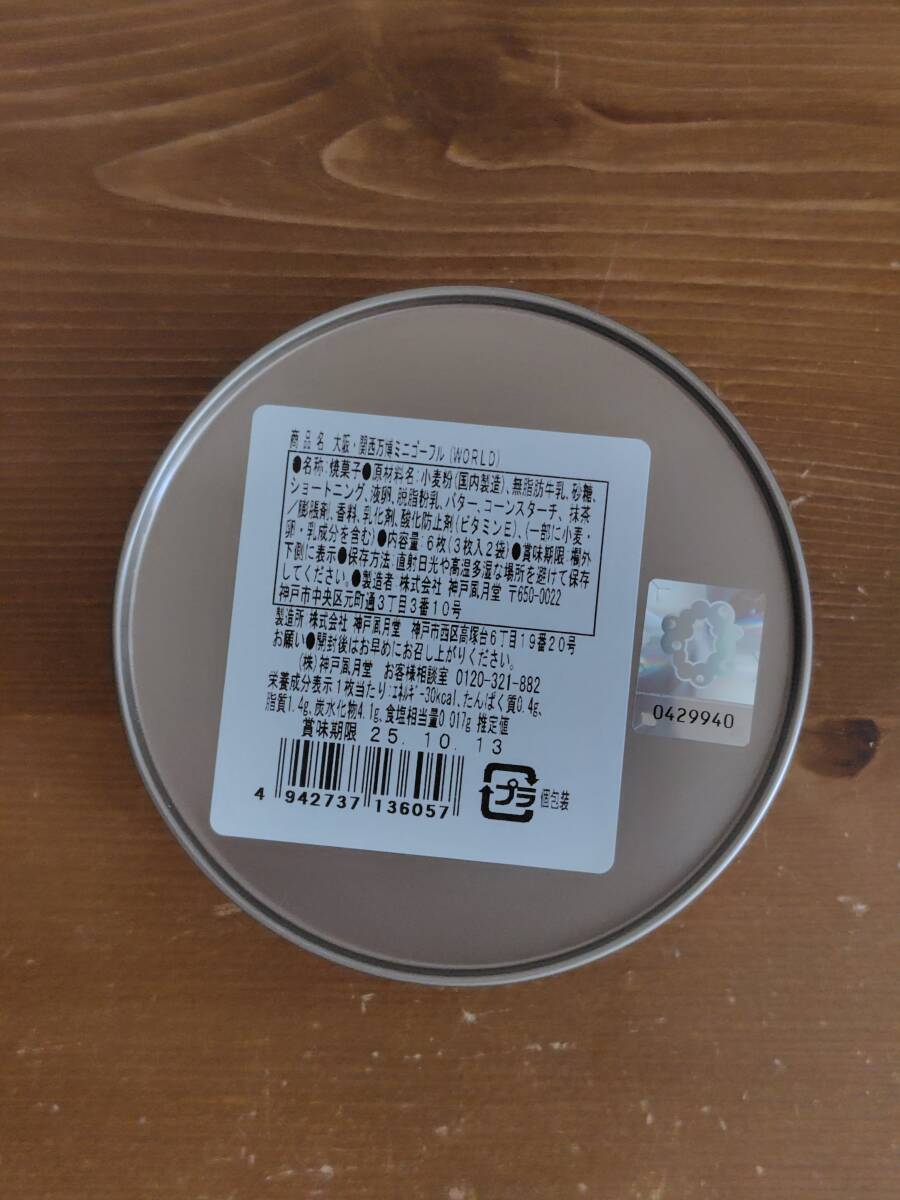 商品名 大阪・関西万博ミニゴーフル(WORLD)
●名称:焼菓子●原材料名:小麦粉(国内製造)、無脂肪牛乳、砂糖、
ショートニング、液卵、脱脂粉乳、バター、コーンスターチ、抹茶
/膨脹剤、香料、乳化剤、酸化防止剤(ビタミンE)、(一部に小麦・
卵・乳成分を含む)●内容量:6枚(3枚入2袋)●賞味期限:欄外
下側に表示●保存方法:直射日光や高温多湿な場所を避けて保存
してください。●製造者 株式会社 神戸凮月堂 〒650-0022
神戸市中央区元町通3丁目3番10号
製造所 株式会社 神戸凮月堂 神戸市西区高塚台6丁目19番20号
お願い●開封後はお早めにお召し上がりください。
(株)神戸凮月堂 お客様相談室 0120-321-882
栄養成分表示 1枚当たり:エネルギー30kcal、たんぱく質0.4g、
脂質1.4g、炭水化物4.1g、食塩相当量0.017g 推定値
賞味期限 25.10.13
4 942737 136057
プラ 個包装
0429940